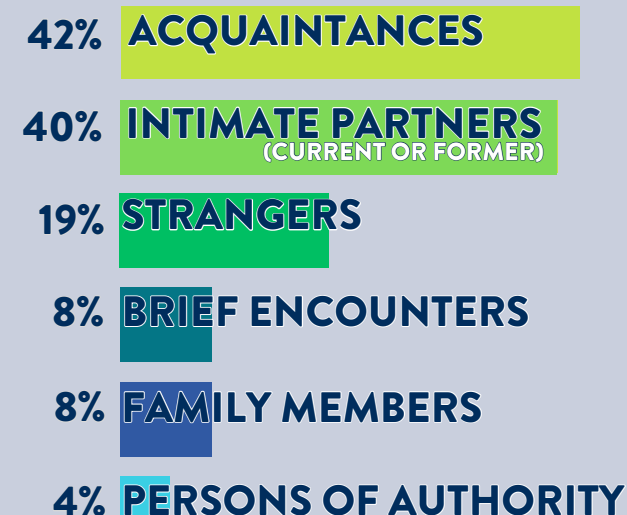 42% ACQUAINTANCES
40% INTIMATE PARTNERS
(CURRENT OR FORMER)
19% STRANGERS
8% BRIEF ENCOUNTERS
8% FAMILY MEMBERS
4% PERSONS OF AUTHORITY